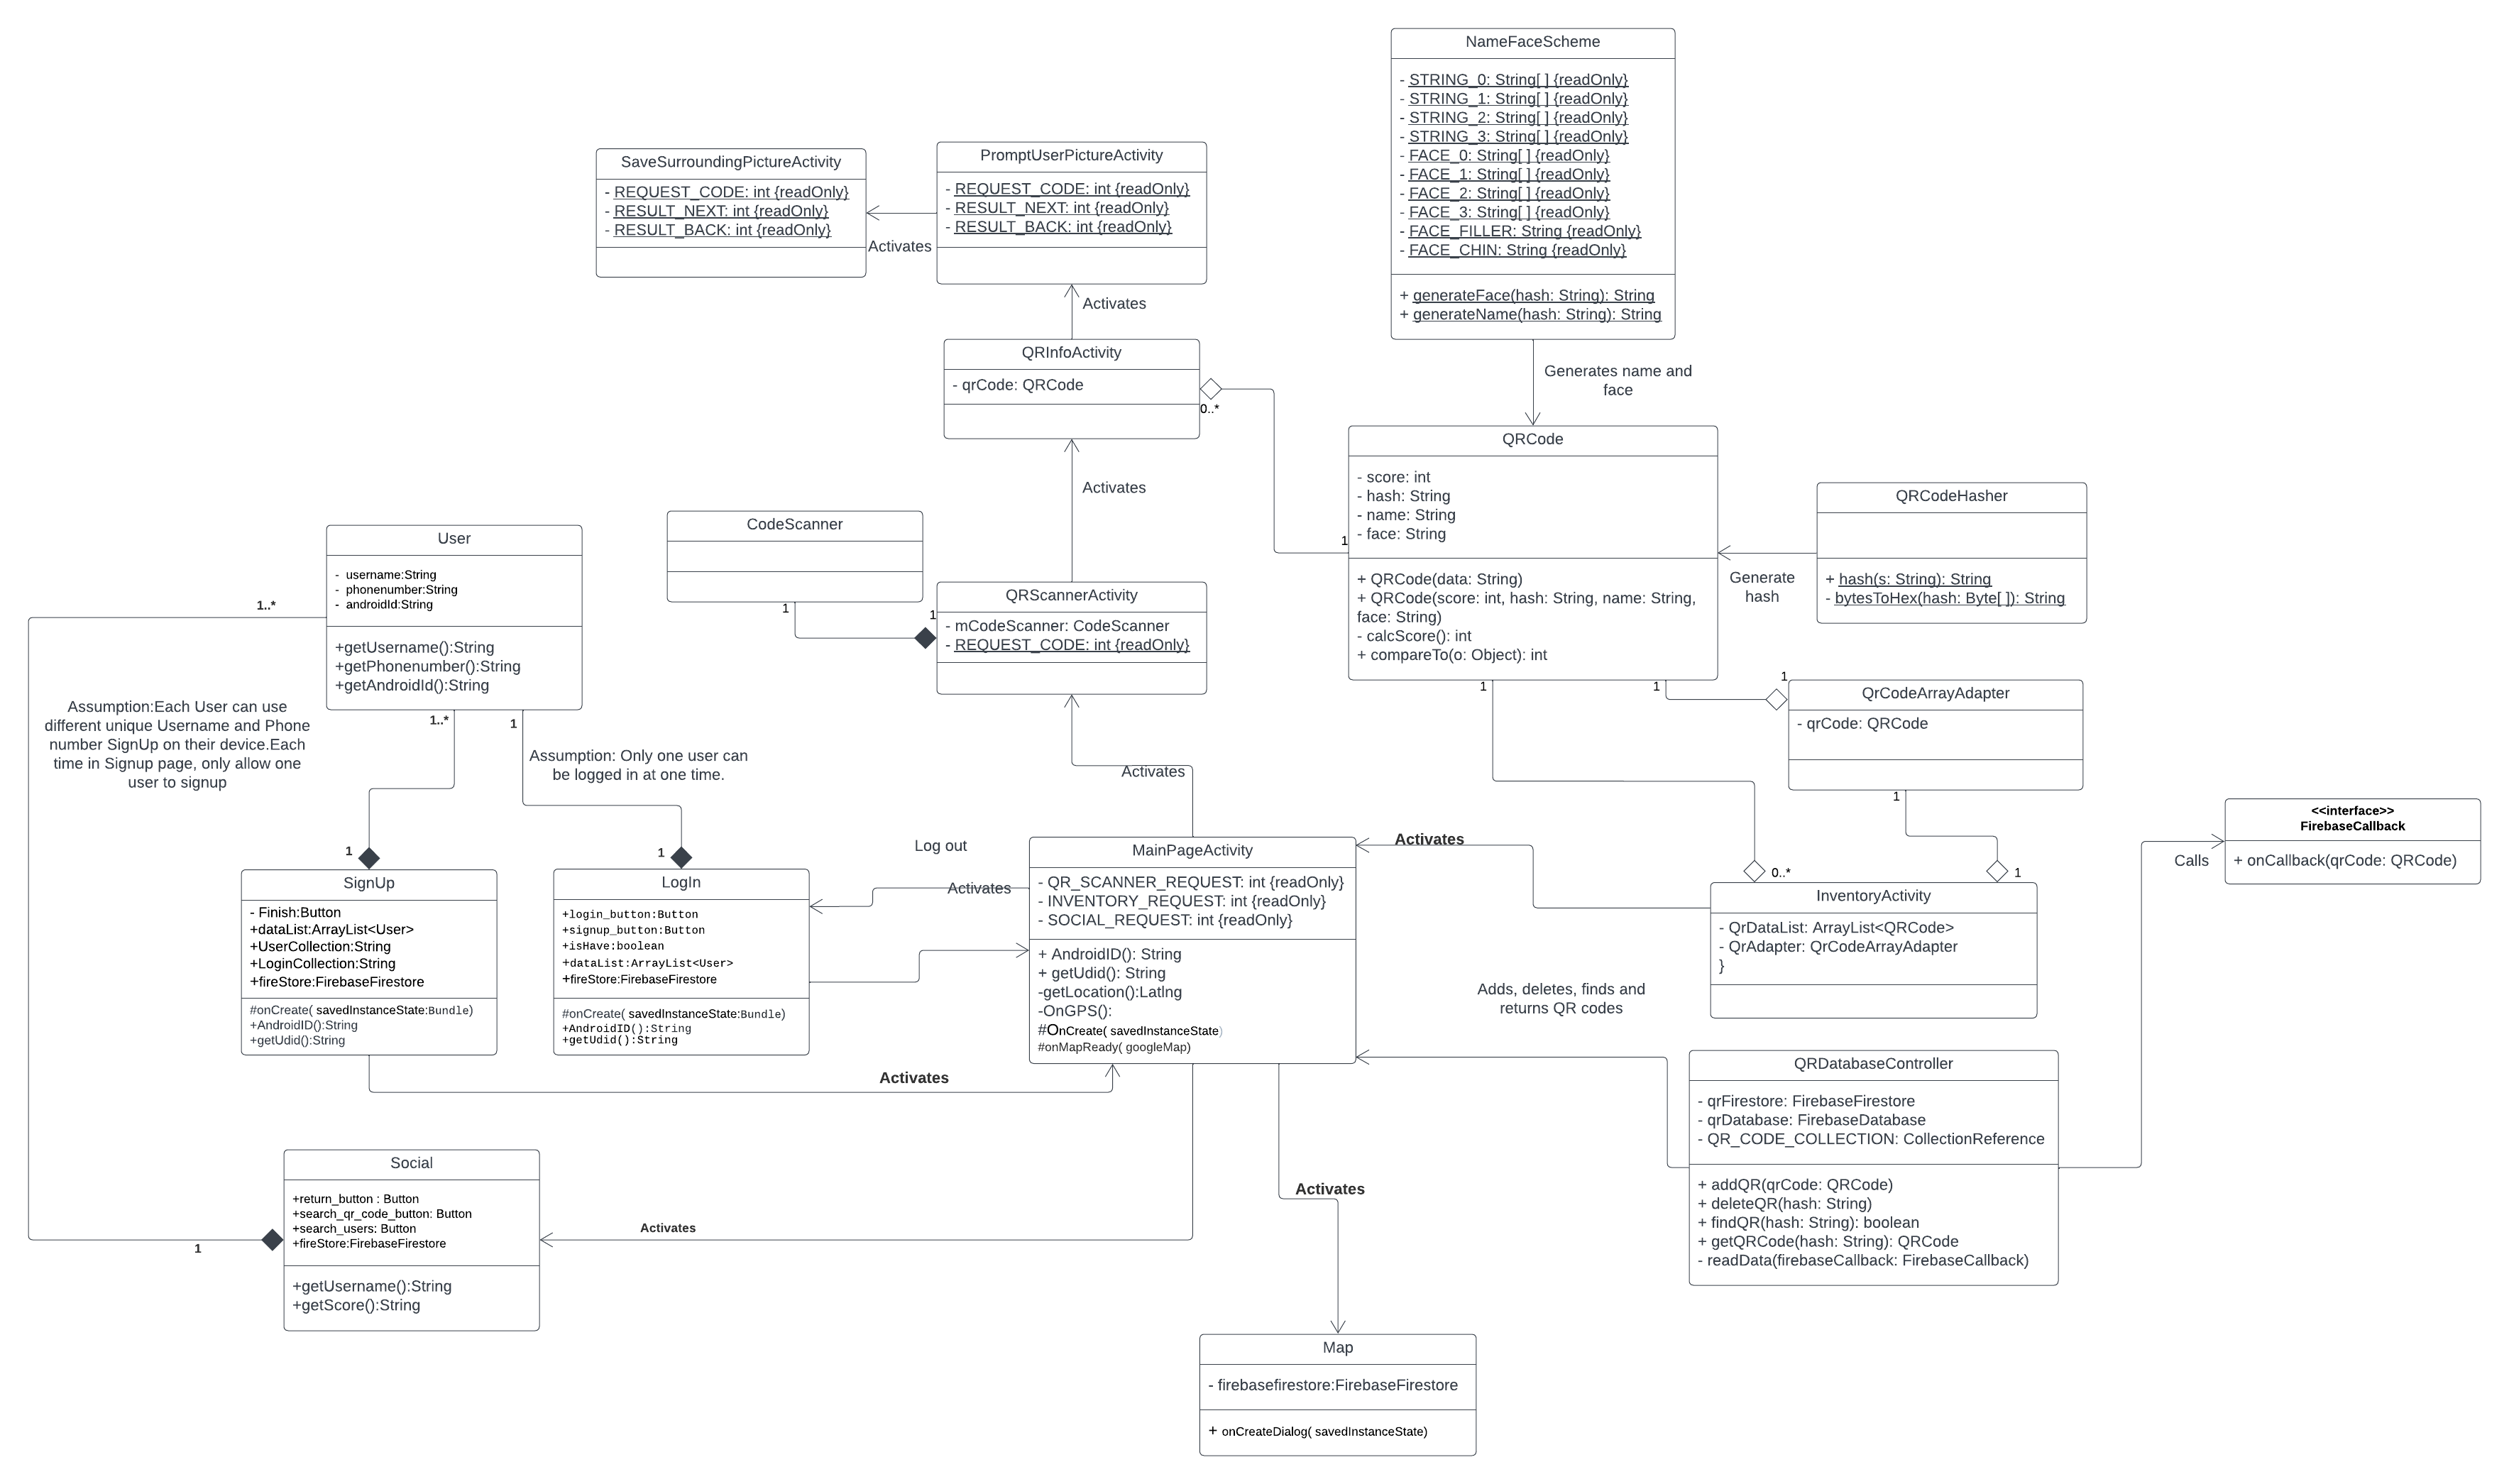 NameFaceScheme
- STRING_0: String[ ] {readOnly}
- STRING_1: String[ ] {readOnly}
- STRING_2: String[ ] {readOnly}
- STRING_3: String[ ] {readOnly}
- FACE_0: String[ ] {readOnly}
- FACE_1: String[ ] {readOnly}
- FACE_2: String[ ] {readOnly}
- FACE_3: String[ ] {readOnly}
- FACE_FILLER: String {readOnly}
- FACE_CHIN: String {readOnly}
+ generateFace(hash: String): String
+ generateName(hash: String): String
SaveSurroundingPictureActivity
- REQUEST_CODE: int {readOnly}
- RESULT_NEXT: int {readOnly}
- RESULT_BACK: int {readOnly}
Activates
PromptUserPictureActivity
- REQUEST_CODE: int {readOnly}
- RESULT_NEXT: int {readOnly}
- RESULT_BACK: int {readOnly}
Activates
QRInfoActivity
- qrCode: QRCode
0..*
Generates name and
face
Activates
QRCode
- score: int
- hash: String
- name: String
- face: String
1
+ QRCode(data: String)
+ QRCode(score: int, hash: String, name: String,
face: String)
- calcScore(): int
+ compareTo(o: Object): int
1
1
QRCodeHasher
+ hash(s: String): String
- bytesToHex(hash: Byte[ ]): String
Generate
hash
CodeScanner
1
1
QRScannerActivity
- mCodeScanner: CodeScanner
- REQUEST_CODE: int {readOnly}
User
- username:String
- phonenumber:String
- androidId:String
+getUsername():String
+getPhonenumber():String
+getAndroidId():String
1..*
1..*
1
Assumption:Each User can use
different unique Username and Phone
number SignUp on their device.Each
time in Signup page, only allow one
user to signup
Assumption: Only one user can
be logged in at one time.
1
QrCodeArrayAdapter
- qrCode: QRCode
1
Activates
Log out
Activates
Activates
1
1
0..*
1
<<interface>>
FirebaseCallback
+ onCallback(qrCode: QRCode)
Calls
SignUp
- Finish:Button
+dataList:ArrayList<User>
+UserCollection:String
+LoginCollection:String
+fireStore:FirebaseFirestore
#onCreate( savedInstanceState:Bundle)
+AndroidID():String
+getUdid():String
LogIn
+login_button:Button
+signup_button:Button
+isHave:boolean
+dataList:ArrayList<User>
+fireStore:FirebaseFirestore
#onCreate( savedInstanceState:Bundle)
+AndroidID():String
+getUdid():String
MainPageActivity
- QR_SCANNER_REQUEST: int {readOnly}
- INVENTORY_REQUEST: int {readOnly}
- SOCIAL_REQUEST: int {readOnly}
+ AndroidID(): String
+ getUdid(): String
-getLocation():Latlng
-OnGPS():
#OnCreate( savedInstanceState)
#onMapReady( googleMap)
InventoryActivity
- QrDataList: ArrayList<QRCode>
- QrAdapter: QrCodeArrayAdapter
}
Adds, deletes, finds and
returns QR codes
Activates
QRDatabaseController
- qrFirestore: FirebaseFirestore
- qrDatabase: FirebaseDatabase
- QR_CODE_COLLECTION: CollectionReference
+ addQR(qrCode: QRCode)
+ deleteQR(hash: String)
+ findQR(hash: String): boolean
+ getQRCode(hash: String): QRCode
- readData(firebaseCallback: FirebaseCallback)
Social
+return_button : Button
+search_qr_code_button: Button
+search_users: Button
+fireStore:FirebaseFirestore
+getUsername():String
+getScore():String
1
Activates
Activates
Map
- firebasefirestore:FirebaseFirestore
+ onCreateDialog( savedInstanceState)